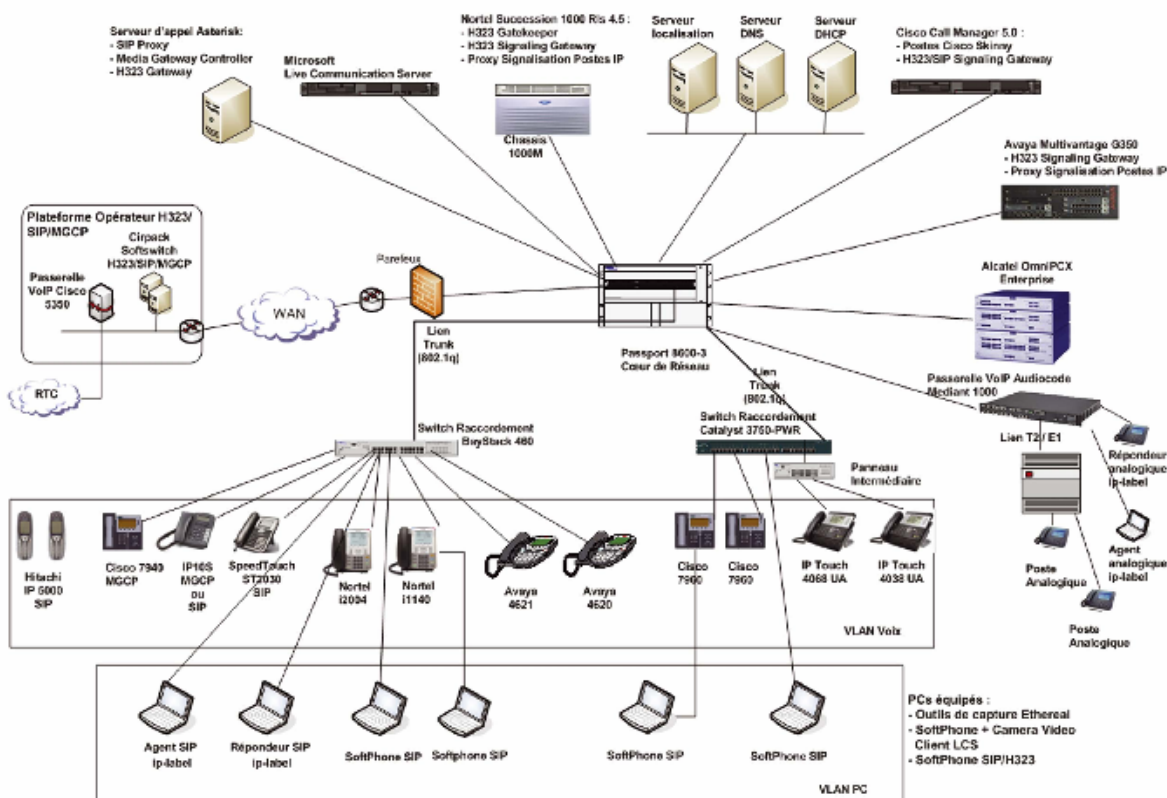 Serveur d'appel Asterisk:
- SIP Proxy
- Media Gateway Controller
- H323 Gateway
Microsoft
Live Communication Server
Nortel Succession 1000 Rls 4.5 :
- H323 Gatekeeper
- H323 Signaling Gateway
- Proxy Signalisation Postes IP
Chassis
1000M
Serveur
localisation
Serveur
DNS
Serveur
DHCP
Cisco Call Manager 5.0 :
- Postes Cisco Skinny
- H323/SIP Signaling Gateway
Avaya Multivantage G350
- H323 Signaling Gateway
- Proxy Signalisation Postes IP
Plateforme Opérateur H323/
SIP/MGCP
Cirpack
Softswitch
H323/SIP/MGCP
Passerelle
VoIP Cisco
5350
RTC
WAN
Parefeux
Lien
Trunk
(802.1q)
Passport 8600-3
Cœur de Réseau
Lien
Trunk
(802.1q)
Alcatel OmniPCX
Enterprise
Passerelle VoIP Audiocode
Mediant 1000
Lien T2 / E1
Répondeur
analogique
ip-label
Agent
analogique
ip-label
Poste
Analogique
Poste
Analogique
Switch Raccordement
BayStack 460
Switch Raccordement
Catalyst 3750-PWR
Panneau
Intermédiaire
Hitachi
IP 5000
SIP
Cisco 7940
MGCP
IP10S
MGCP
ou
SIP
SpeedTouch
ST2030
SIP
Nortel
i2004
Nortel
i1140
Avaya
4621
Avaya
4620
Cisco
7960
Cisco
7960
IP Touch
4068 UA
IP Touch
4038 UA
VLAN Voix
Agent SIP
ip-label
Répondeur SIP
ip-label
SoftPhone SIP
Softphone SIP
SoftPhone SIP
SoftPhone SIP
VLAN PC
PCs équipés :
- Outils de capture Ethereal
- SoftPhone + Camera Video
Client LCS
- SoftPhone SIP/H323